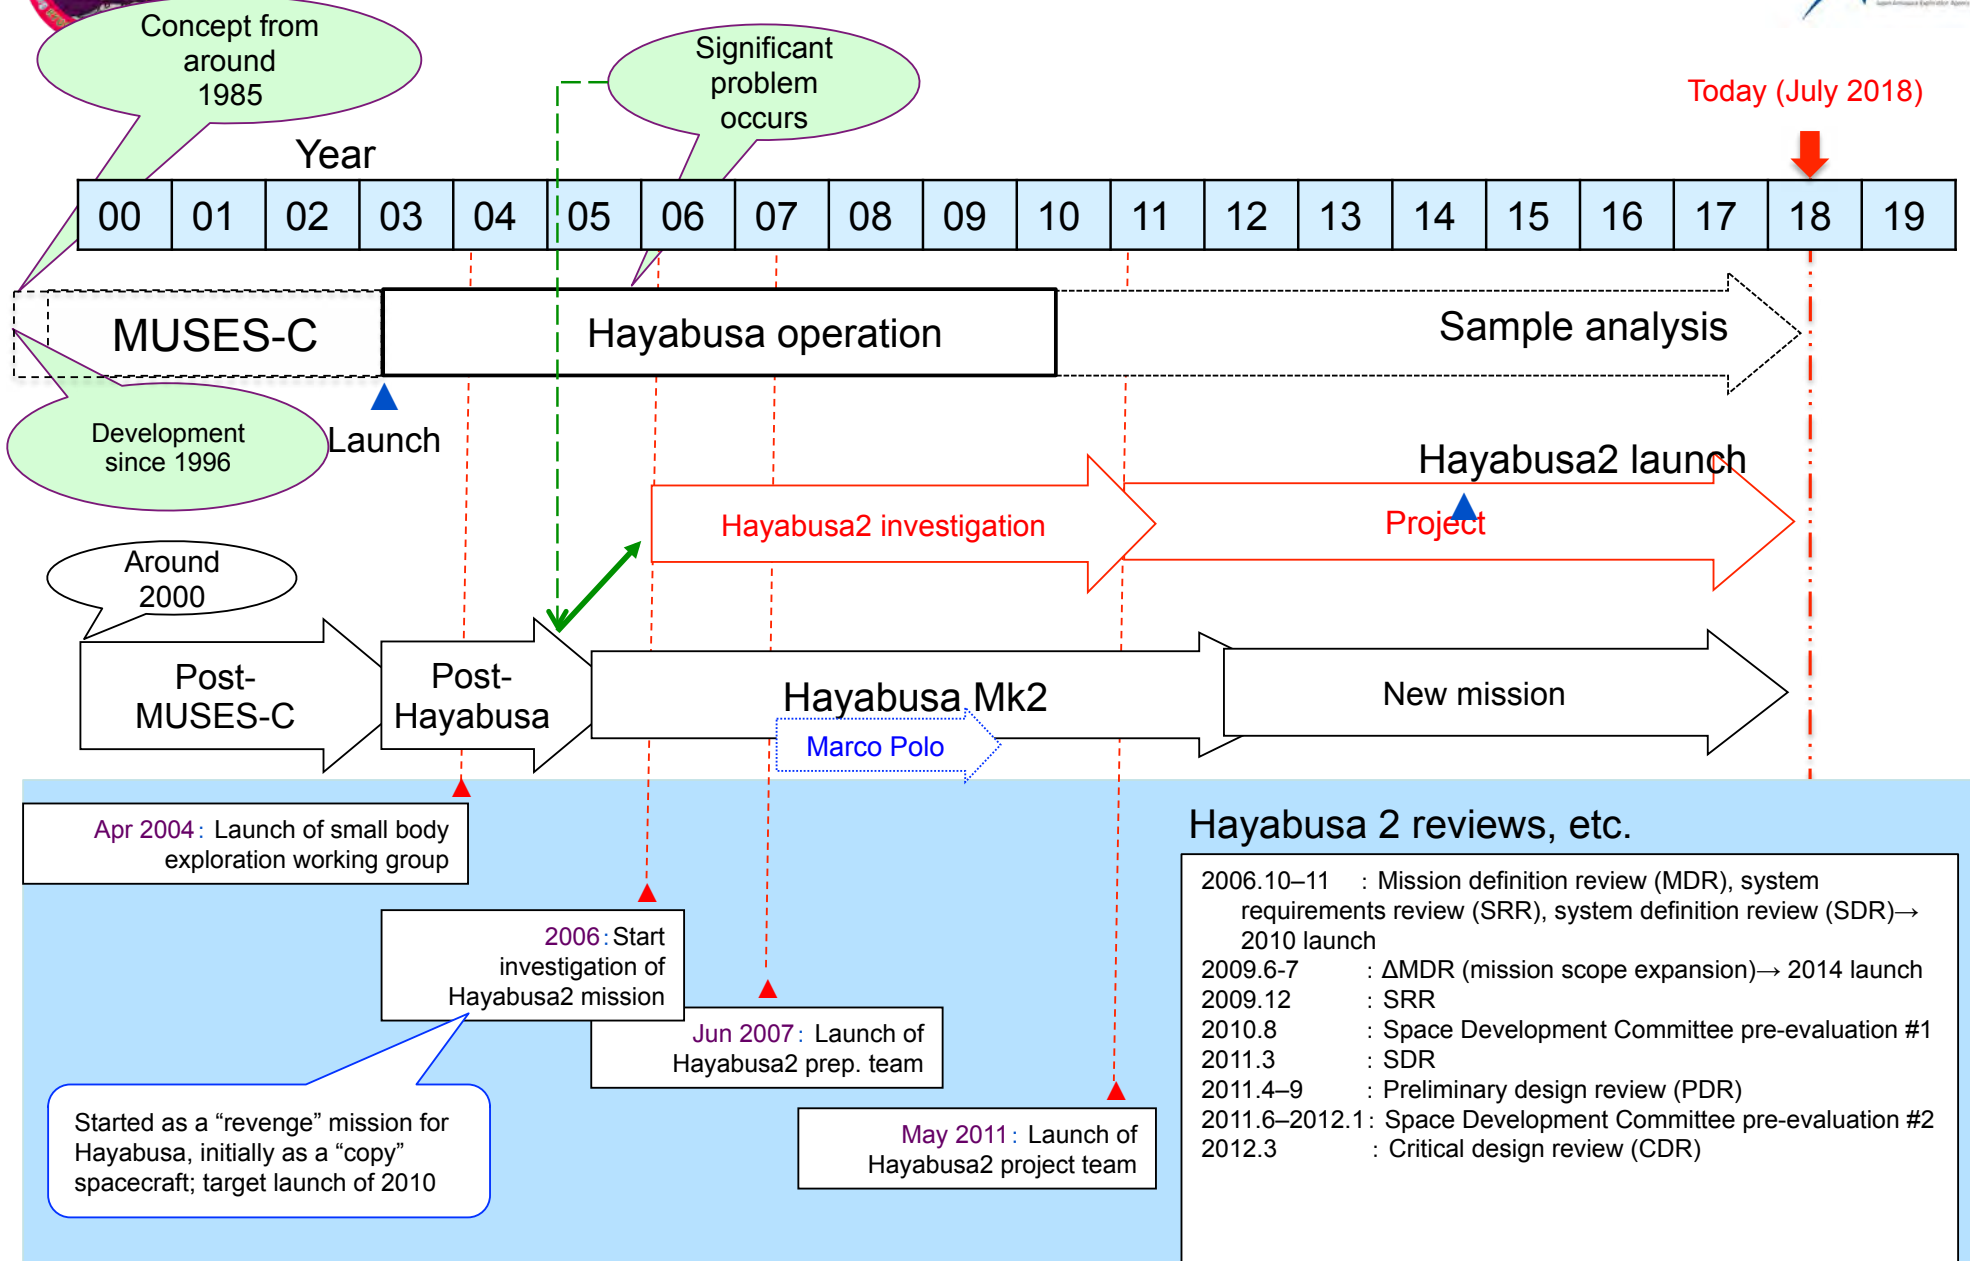 Concept from
around
1985
Significant
problem
occurs
Today (July 2018)
Year
00 01 02 03 04 05 06 07 08 09 10 11 12 13 14 15 16 17 18 19
MUSES-C
Hayabusa operation
Sample analysis
Development
since 1996
Launch
Hayabusa2 launch
Hayabusa2 investigation
Project
Around
2000
Post-
MUSES-C
Post-
Hayabusa
Hayabusa Mk2
New mission
Marco Polo
Apr 2004: Launch of small body
exploration working group
2006: Start
investigation of
Hayabusa2 mission
Jun 2007: Launch of
Hayabusa2 prep. team
May 2011: Launch of
Hayabusa2 project team
Started as a “revenge” mission for
Hayabusa, initially as a “copy”
spacecraft; target launch of 2010
Hayabusa 2 reviews, etc.
2006.10–11 : Mission definition review (MDR), system
requirements review (SRR), system definition review (SDR)→
2010 launch
2009.6-7 : ΔMDR (mission scope expansion)→ 2014 launch
2009.12 : SRR
2010.8 : Space Development Committee pre-evaluation #1
2011.3 : SDR
2011.4–9 : Preliminary design review (PDR)
2011.6–2012.1 : Space Development Committee pre-evaluation #2
2012.3 : Critical design review (CDR)